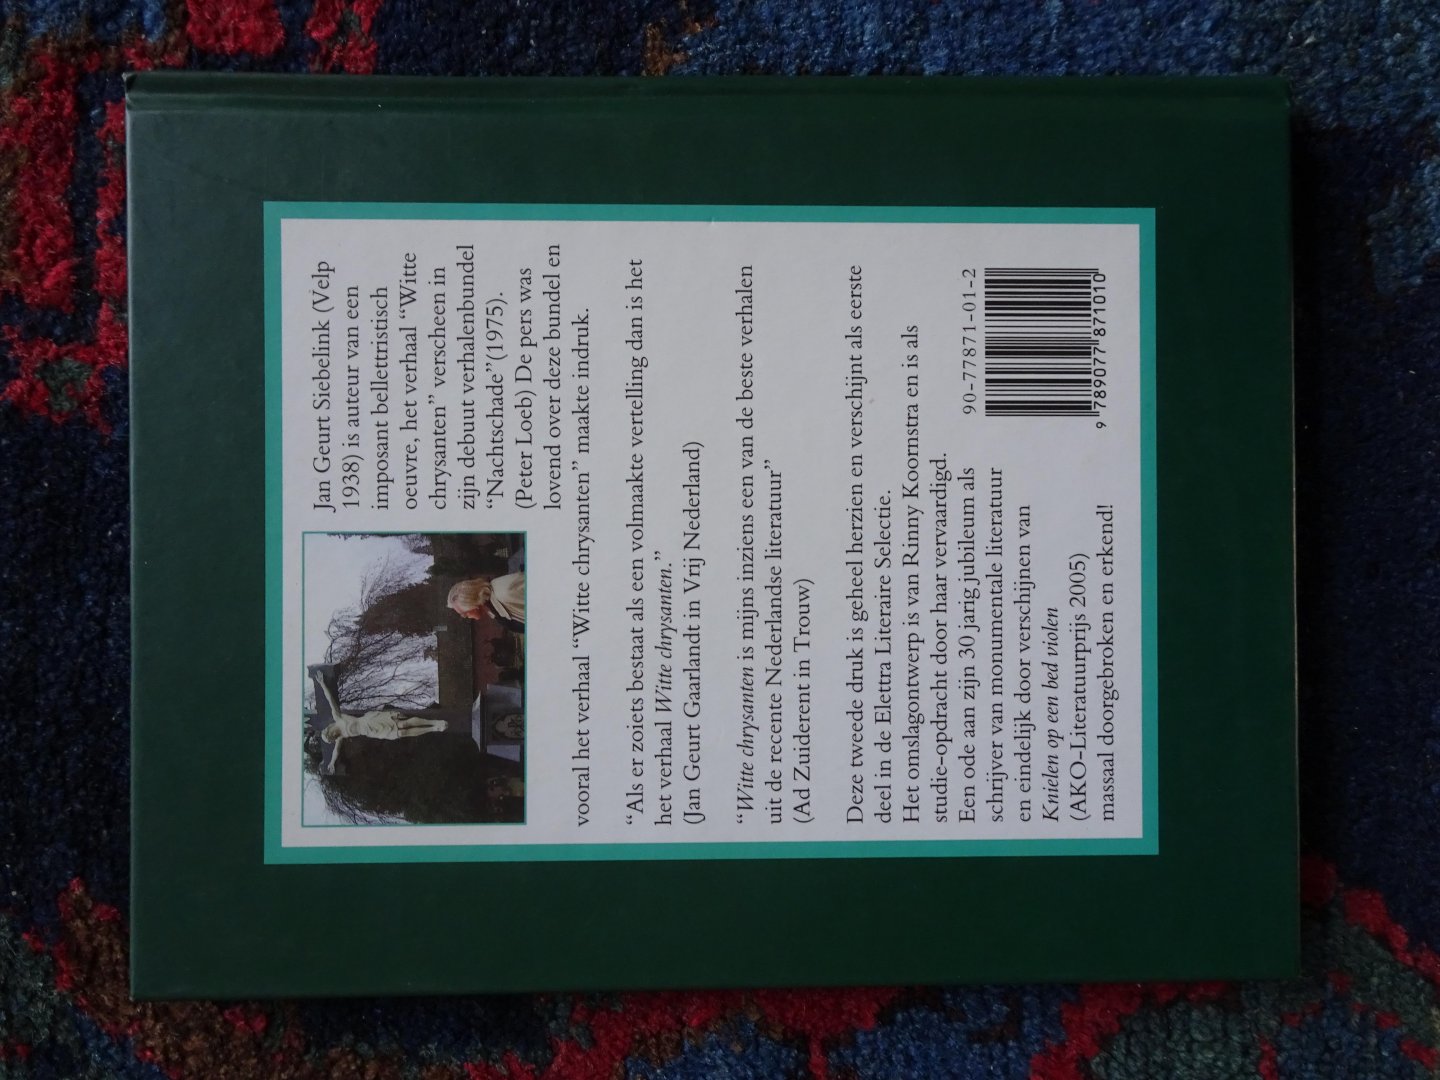 Jan Geurt Siebelink (Velp
1938) is auteur van een
imposant belletristisch
oeuvre, het verhaal “Witte
chrysanten” verscheen in
zijn debuut verhalenbundel
“Nachtschade”(1975).
(Peter Loeb) De pers was
lovend over deze bundel en
vooral het verhaal “Witte chrysanten” maakte indruk.
“Als er zoiets bestaat als een volmaakte vertelling dan is het
het verhaal Witte chrysanten.”
(Jan Geurt Gaarlandt in Vrij Nederland)
“Witte chrysanten is mijns inziens een van de beste verhalen
uit de recente Nederlandse literatuur”
(Ad Zuiderent in Trouw)
Deze tweede druk is geheel herzien en verschijnt als eerste
deel in de Elettra Literaire Selectie.
Het omslagontwerp is van Rinny Koornstra en is als
studie-opdracht door haar vervaardigd.
Een ode aan zijn 30 jarig jubileum als
schrijver van monumentale literatuur
en eindelijk door verschijnen van
Knielen op een bed violen
(AKO-Literatuurprijs 2005)
massaal doorgebroken en erkend!
90-77871-01-2
9 789077 871010